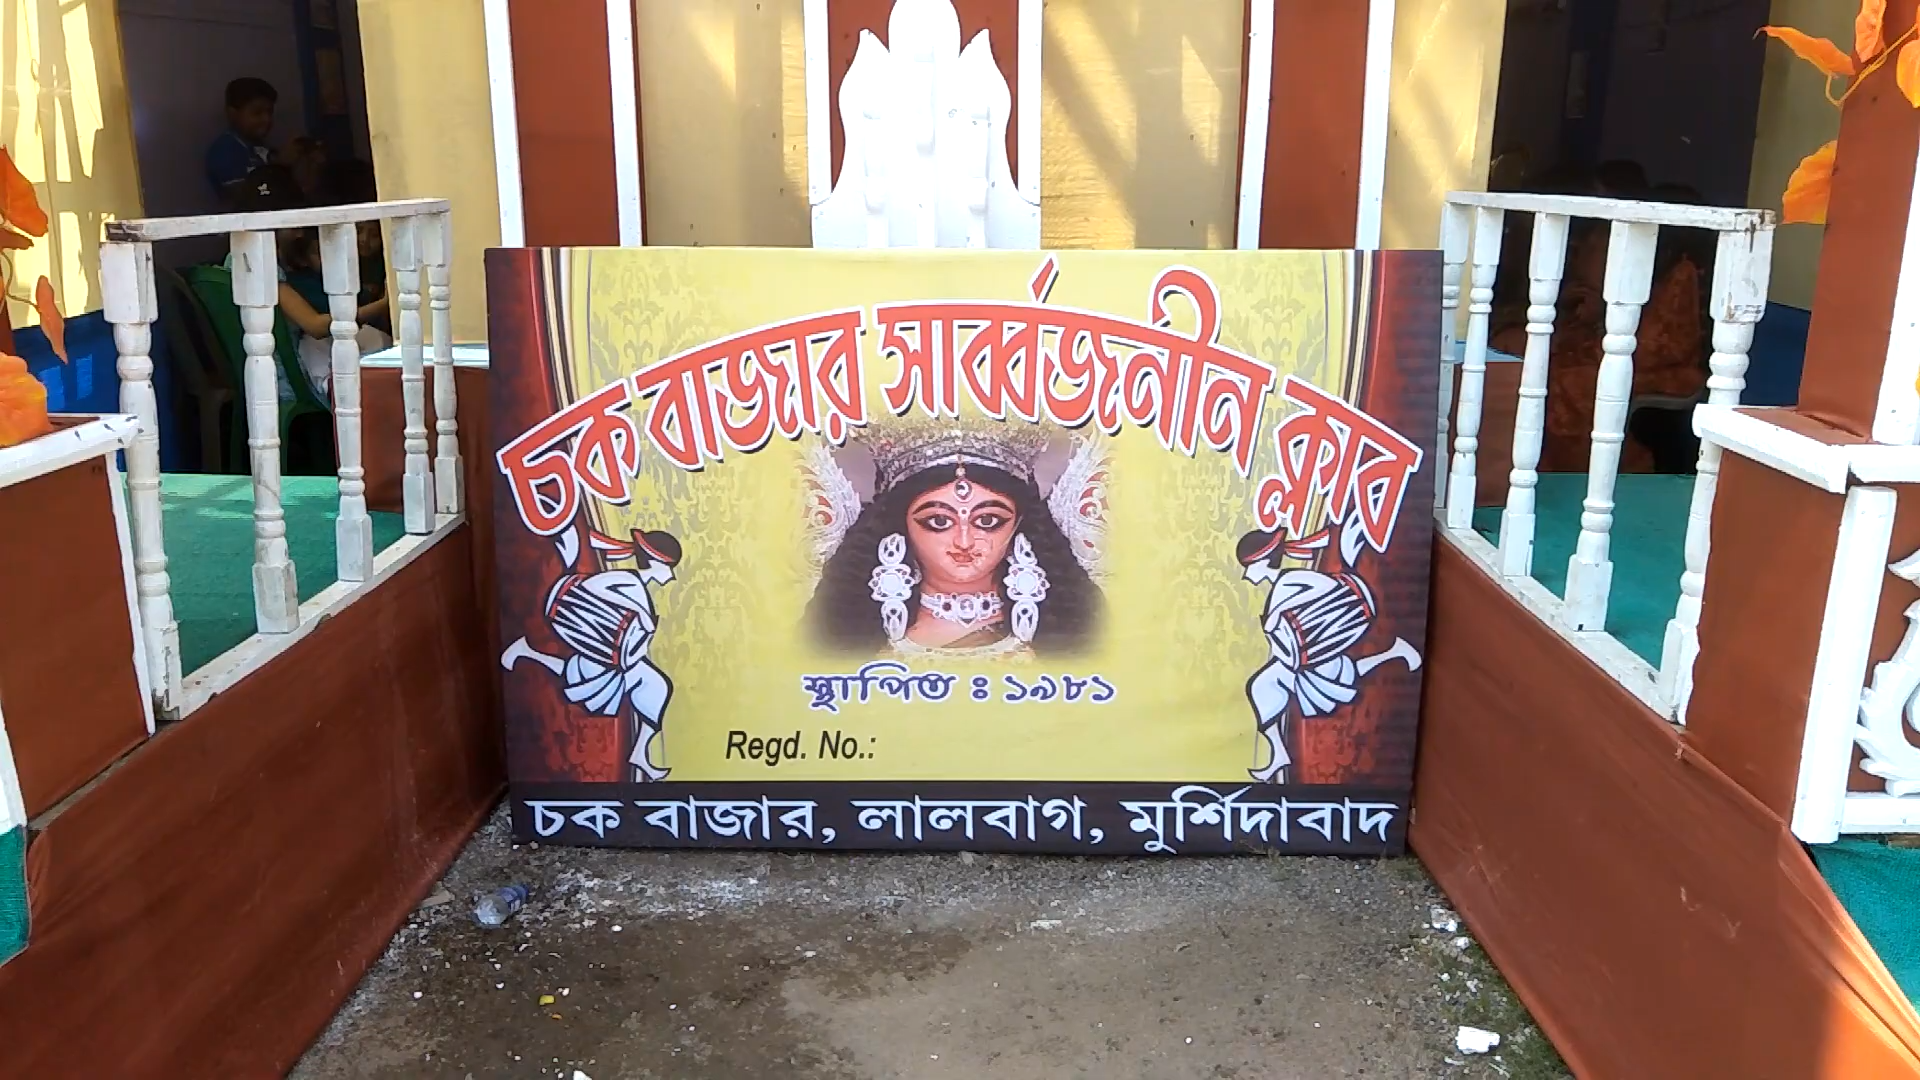 চক বাজার সার্ব্বজনীন ক্লাব
স্থাপিত ঃ ১৯৮১
Regd. No.:
চক বাজার, লালবাগ, মুর্শিদাবাদ